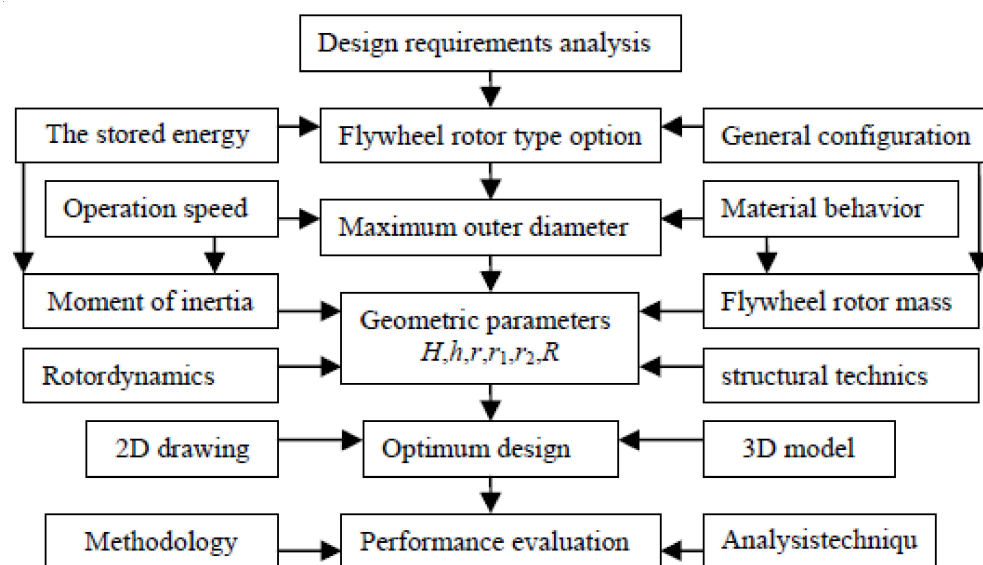 Design requirements analysis
The stored energy
Flywheel rotor type option
General configuration
Operation speed
Maximum outer diameter
Material behavior
Moment of inertia
Geometric parameters
H,h,r,r₁,r₂,R
Flywheel rotor mass
Rotordynamics
structural technics
2D drawing
Optimum design
3D model
Methodology
Performance evaluation
Analysistechniqu